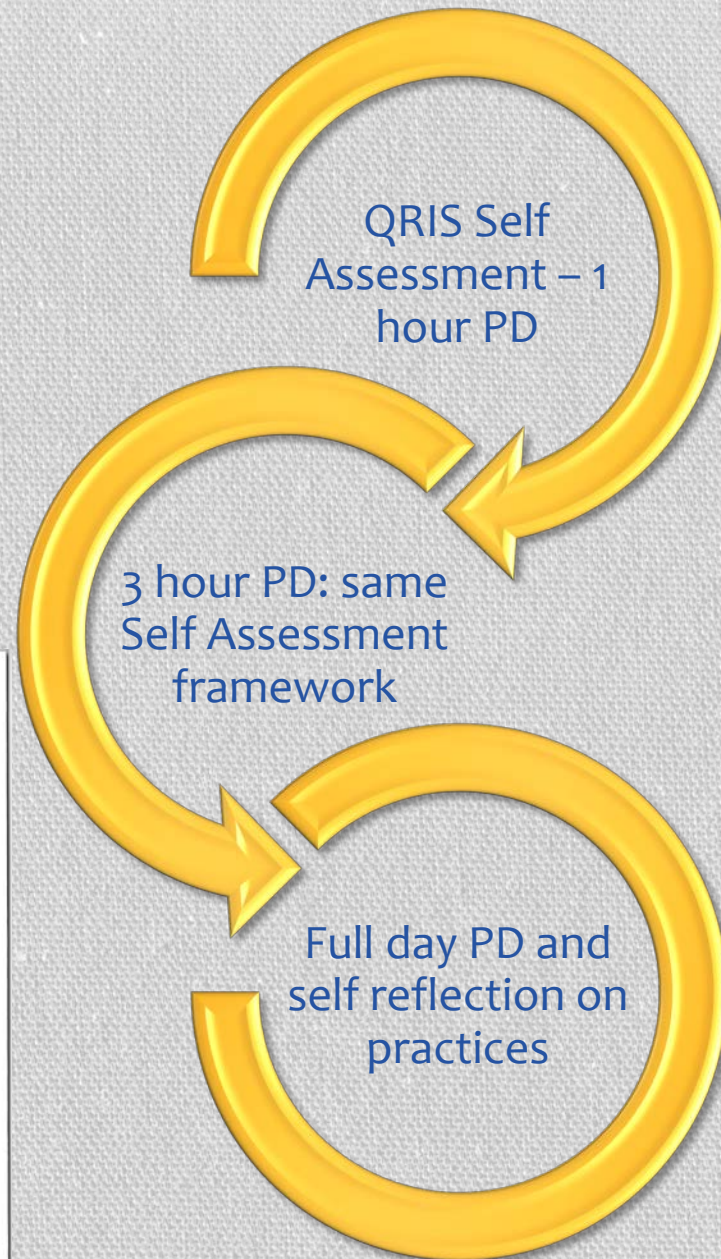 QRIS Self
Assessment – 1
hour PD
3 hour PD: same
Self Assessment
framework
Full day PD and
self reflection on
practices